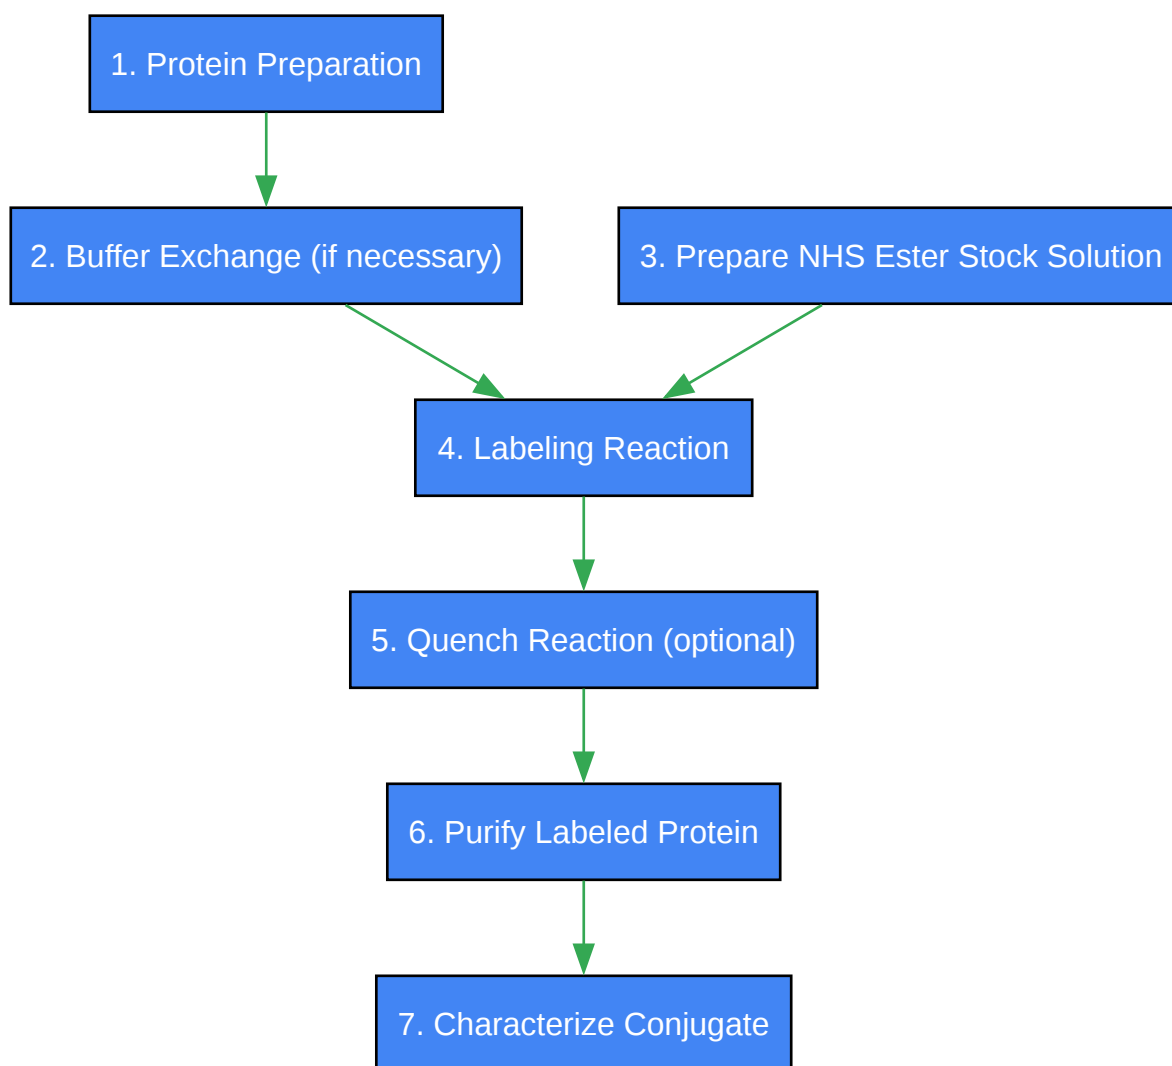 1. Protein Preparation
2. Buffer Exchange (if necessary)
3. Prepare NHS Ester Stock Solution
4. Labeling Reaction
5. Quench Reaction (optional)
6. Purify Labeled Protein
7. Characterize Conjugate